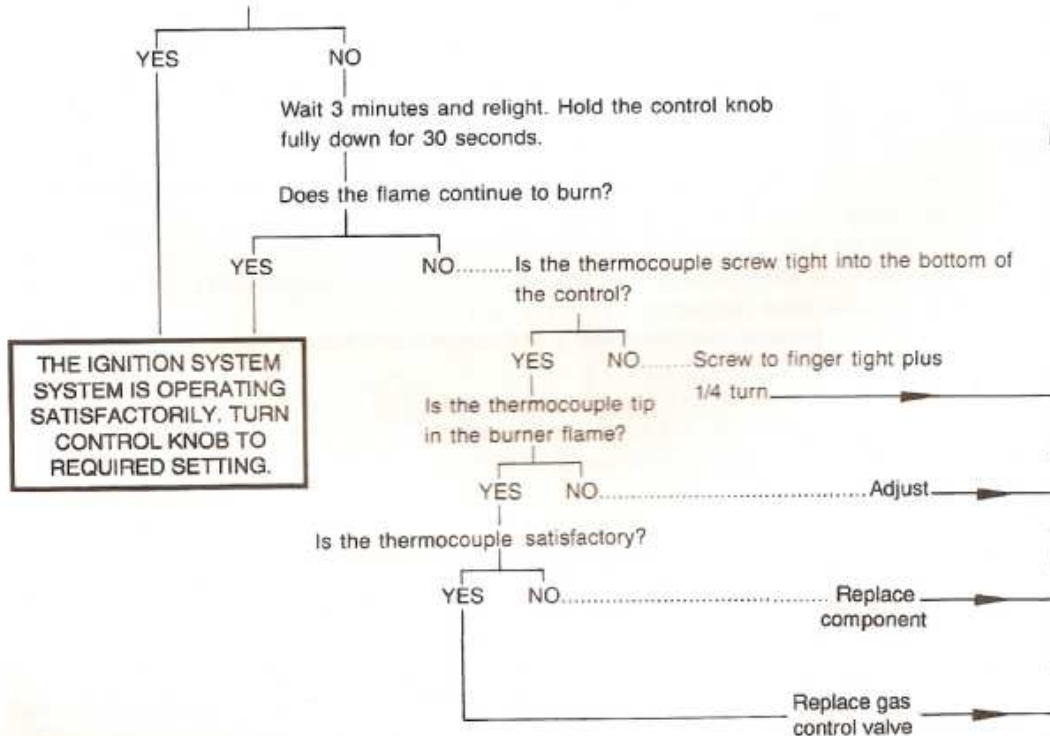 YES NO
Wait 3 minutes and relight. Hold the control knob
fully down for 30 seconds.
Does the flame continue to burn?
YES NO.........Is the thermocouple screw tight into the bottom of
the control?
THE IGNITION SYSTEM
SYSTEM IS OPERATING
SATISFACTORILY. TURN
CONTROL KNOB TO
REQUIRED SETTING.
YES NO.......Screw to finger tight plus
1/4 turn
Is the thermocouple tip
in the burner flame?
YES NO.......................................Adjust
Is the thermocouple satisfactory?
YES NO.......................................Replace
component
Replace gas
control valve